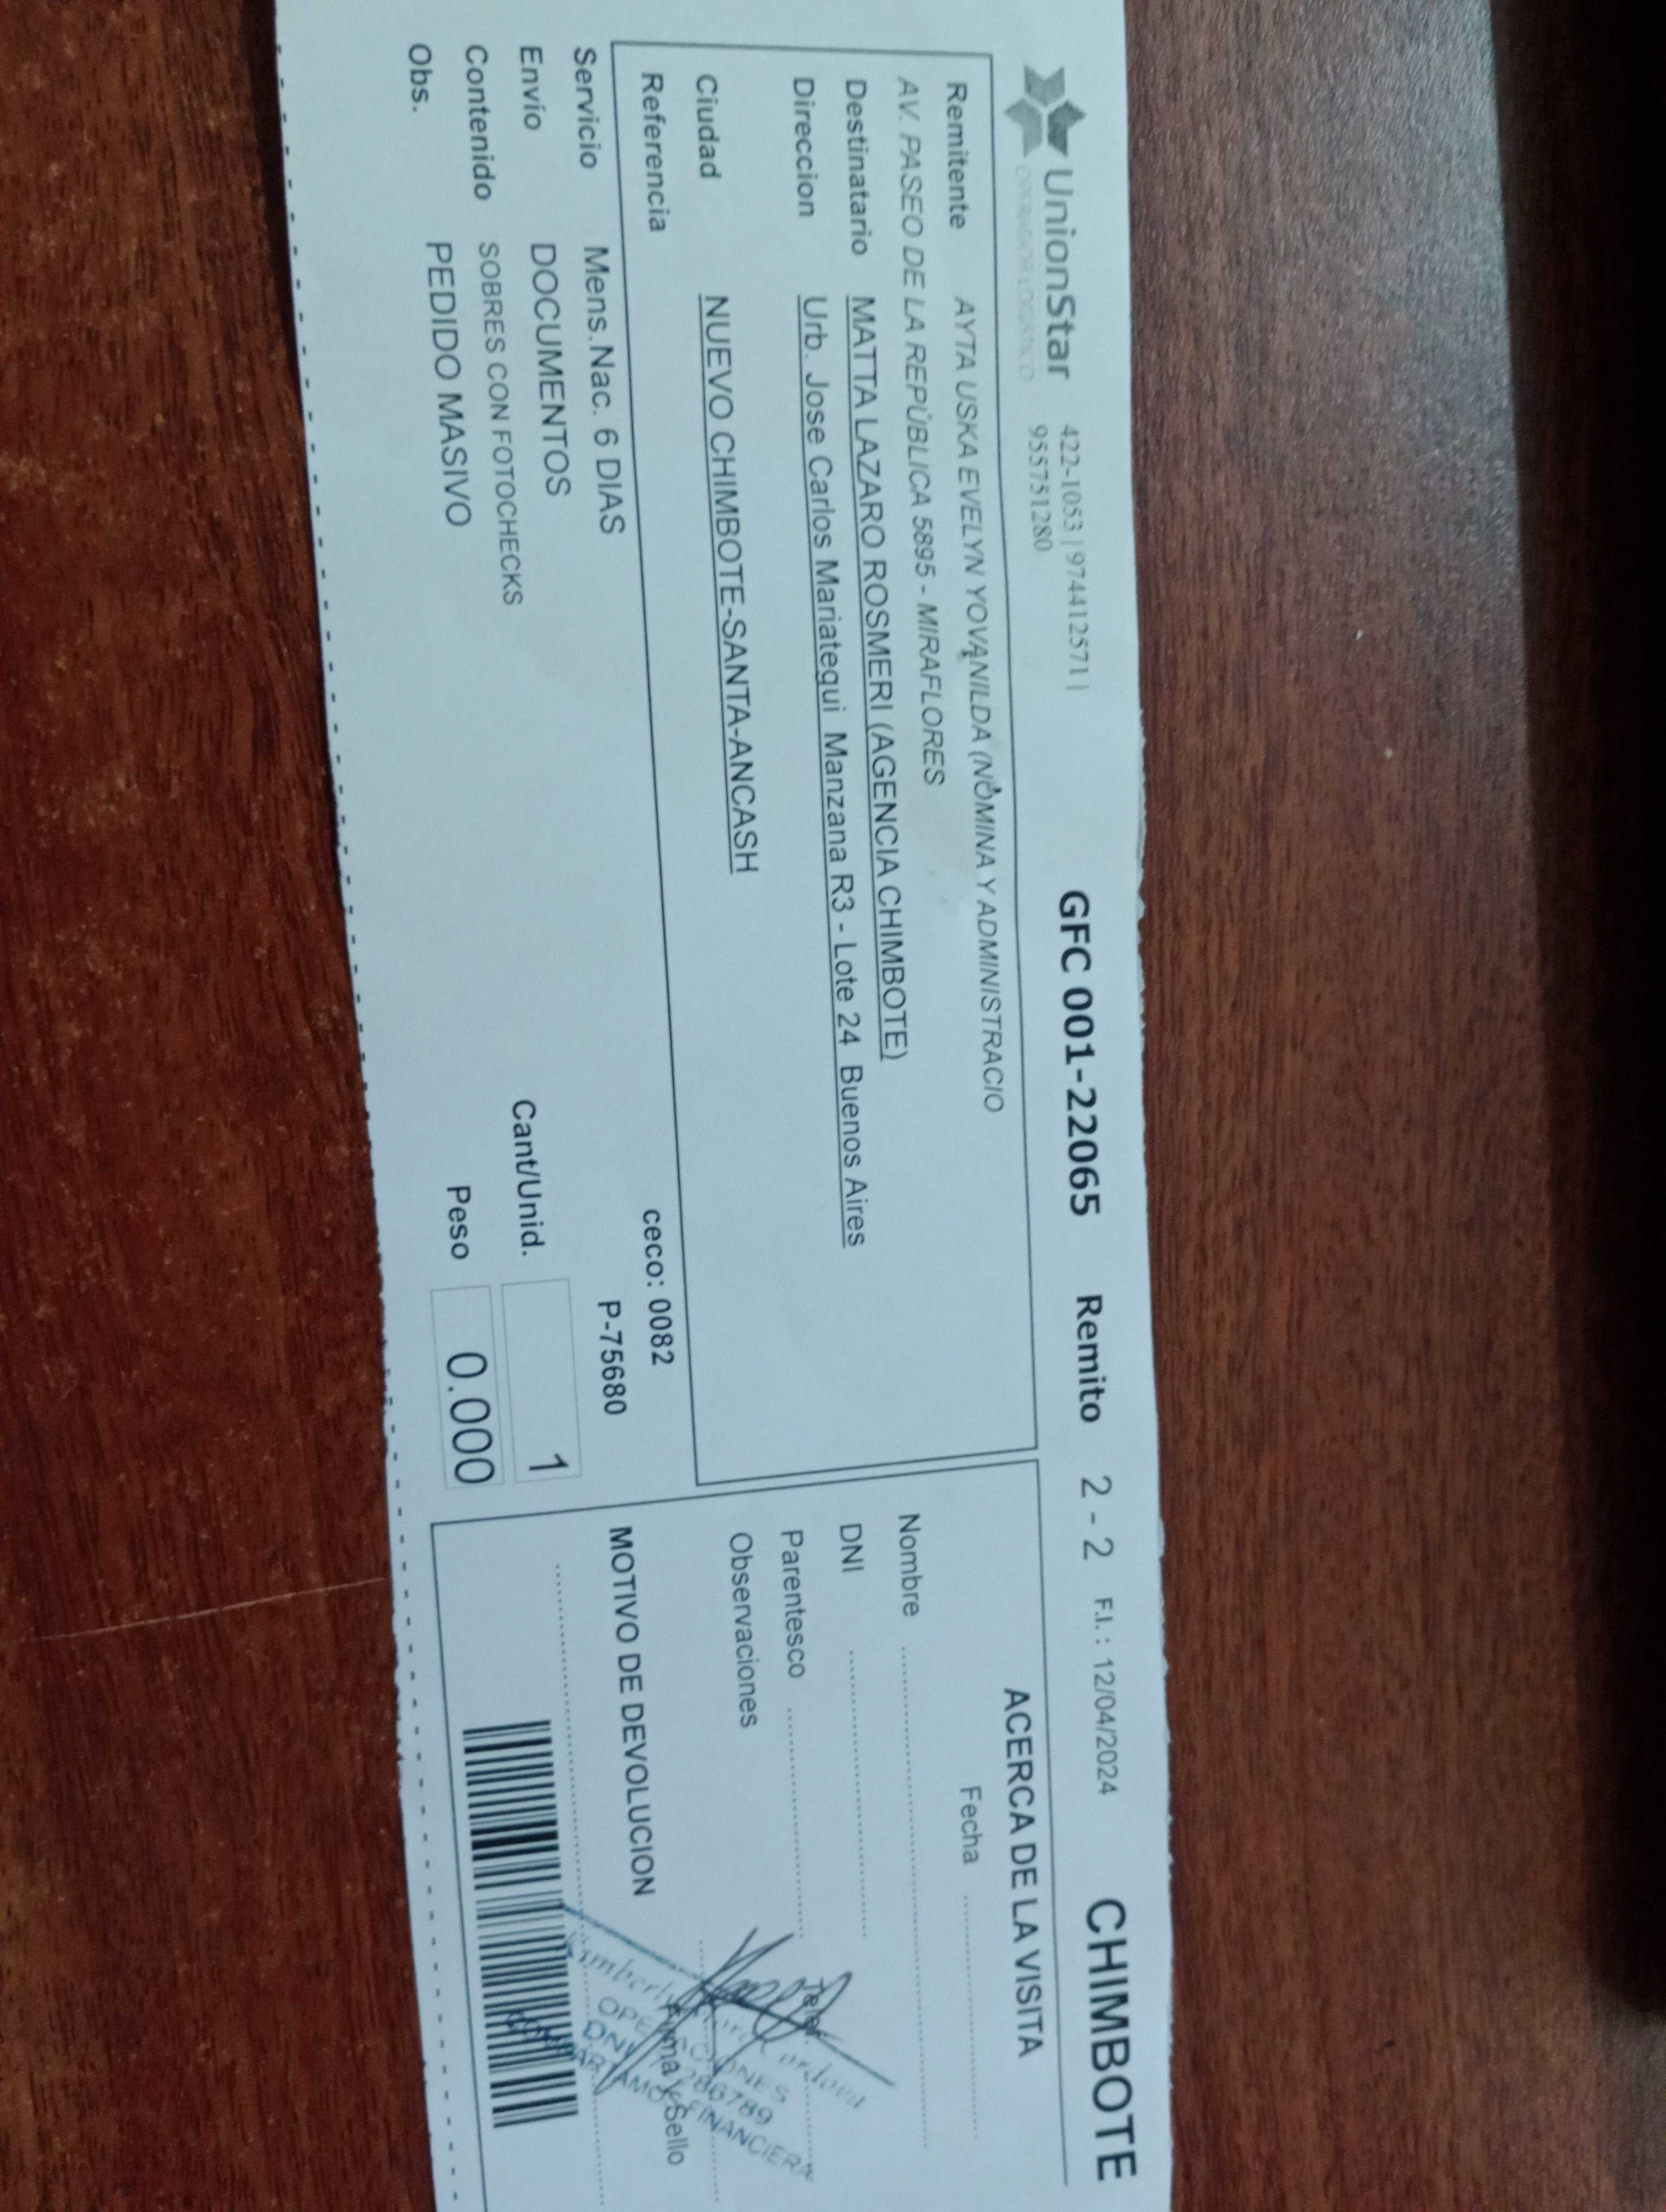 UnionStar 422-1053 | 974412571 | GFC 001-22065 Remito 2 - 2 F.I. : 12/04/2024 CHIMBOTE
OPERADOR LOGISTICO 955751280
Remitente AYTA USKA EVELYN YOVANILDA (NÓMINA Y ADMINISTRACIO
AV. PASEO DE LA REPÚBLICA 5895 - MIRAFLORES
Destinatario MATTA LAZARO ROSMERI (AGENCIA CHIMBOTE)
Direccion Urb. Jose Carlos Mariategui Manzana R3 - Lote 24 Buenos Aires
Ciudad NUEVO CHIMBOTE-SANTA-ANCASH
Referencia
ceco: 0082
Servicio Mens.Nac. 6 DIAS P-75680
Envío DOCUMENTOS
Cant/Unid. 1
Contenido SOBRES CON FOTOCHECKS
Peso 0.000
Obs. PEDIDO MASIVO
ACERCA DE LA VISITA
Fecha
Nombre
DNI
Parentesco Telef.
Observaciones
Firma y Sello
MOTIVO DE DEVOLUCION
OPERACIONES
DNI
FINANCIERA